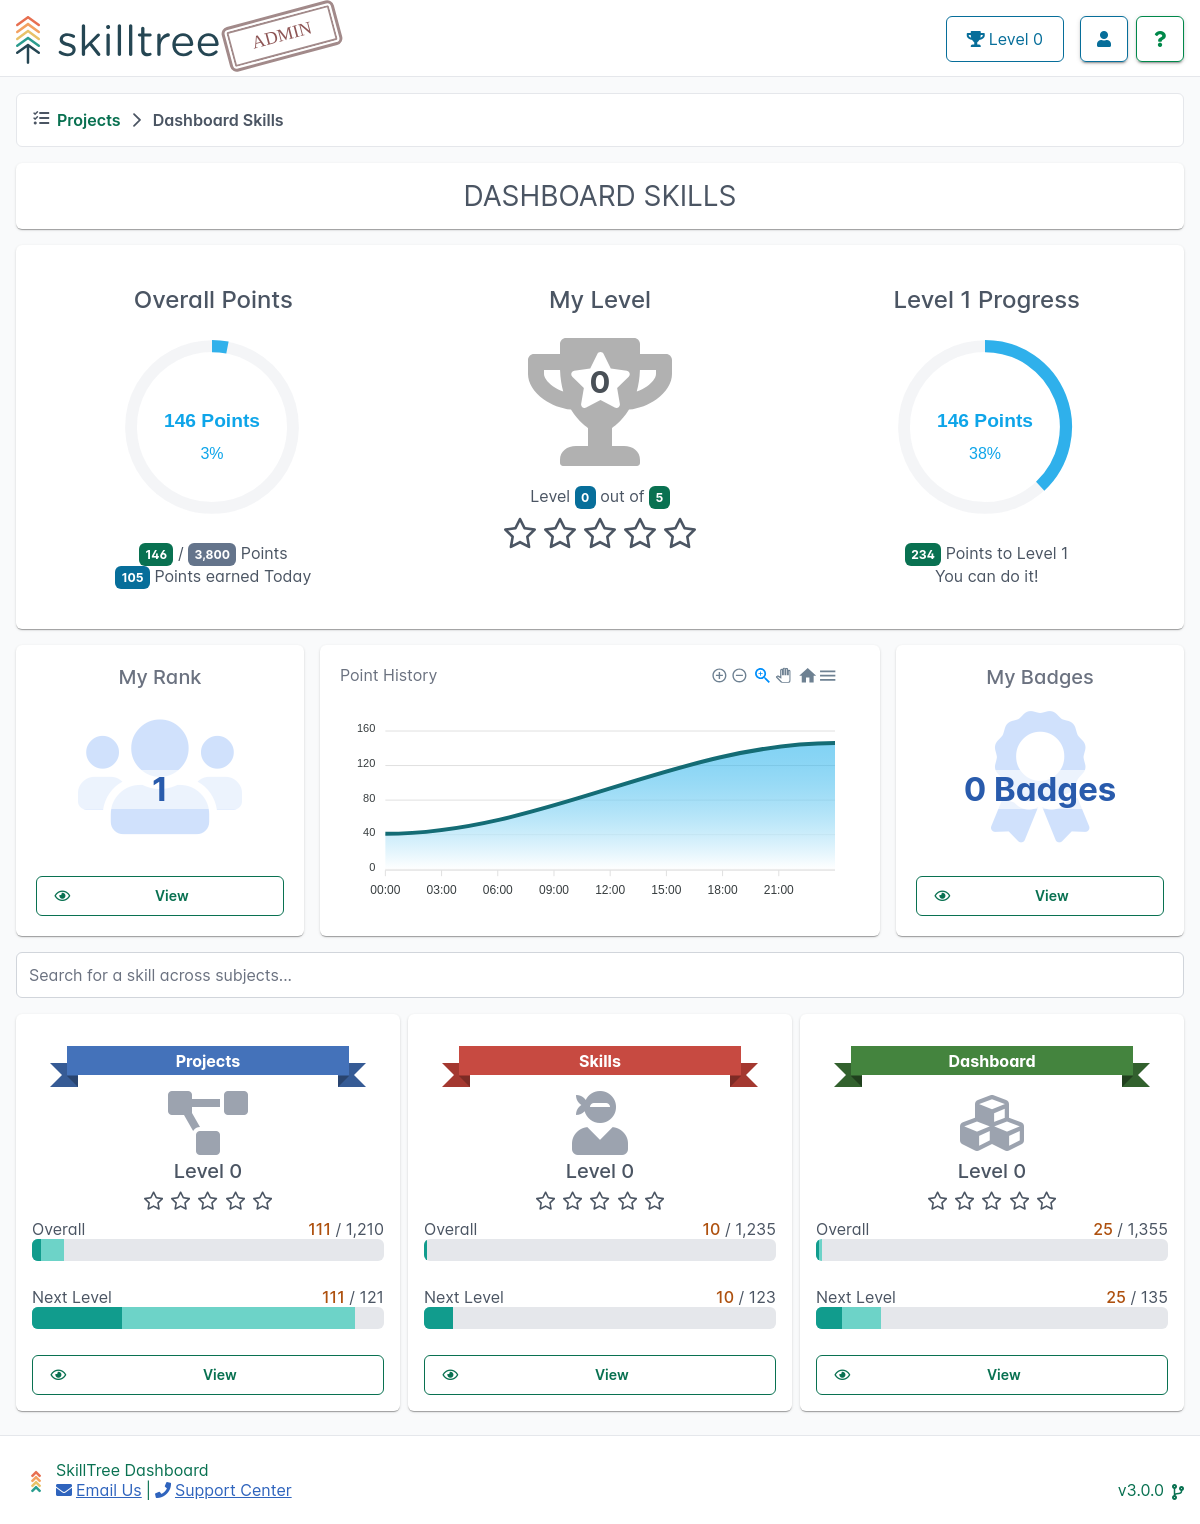 skilltree
ADMIN
Level 0
?
Projects
Dashboard Skills
DASHBOARD SKILLS
Overall Points
146 Points
3%
146 / 3,800 Points
105 Points earned Today
My Level
0
Level 0 out of 5
Level 1 Progress
146 Points
38%
234 Points to Level 1
You can do it!
My Rank
1
View
Point History
160
120
80
40
0
00:00 03:00 06:00 09:00 12:00 15:00 18:00 21:00
My Badges
0 Badges
View
Search for a skill across subjects...
Projects
Level 0
Overall 111 / 1,210
Next Level 111 / 121
View
Skills
Level 0
Overall 10 / 1,235
Next Level 10 / 123
View
Dashboard
Level 0
Overall 25 / 1,355
Next Level 25 / 135
View
SkillTree Dashboard
Email Us | Support Center
v3.0.0